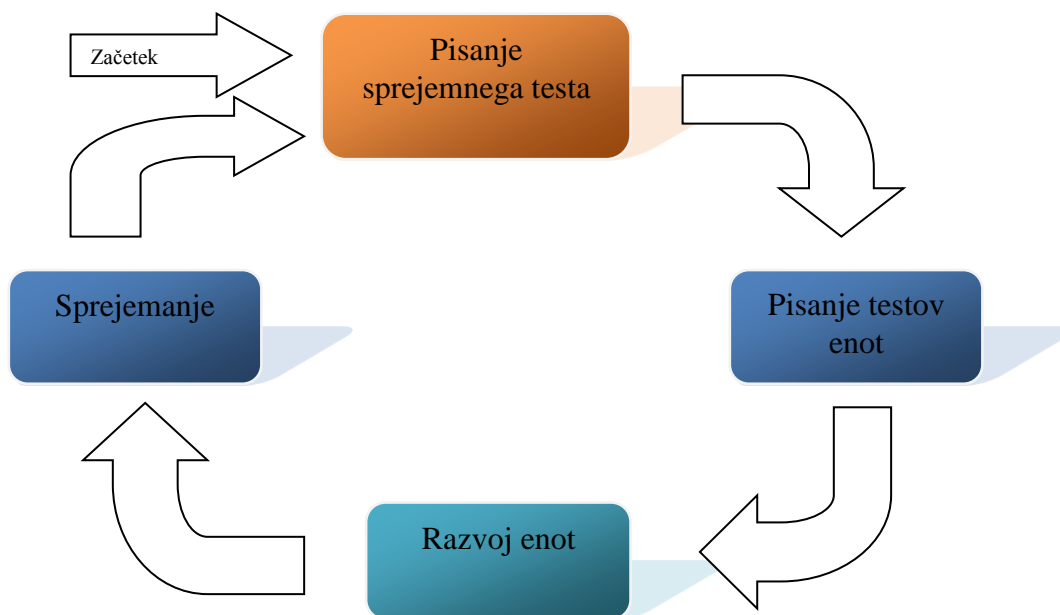 Začetek
Pisanje
sprejemnega testa
Sprejemanje
Pisanje testov
enot
Razvoj enot